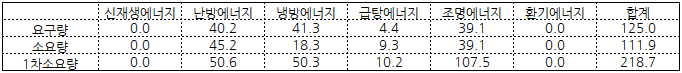 신재생에너지 난방에너지 냉방에너지 급탕에너지 조명에너지 환기에너지 합계
요구량 0.0 40.2 41.3 4.4 39.1 0.0 125.0
소요량 0.0 45.2 18.3 9.3 39.1 0.0 111.9
1차소요량 0.0 50.6 50.3 10.2 107.5 0.0 218.7